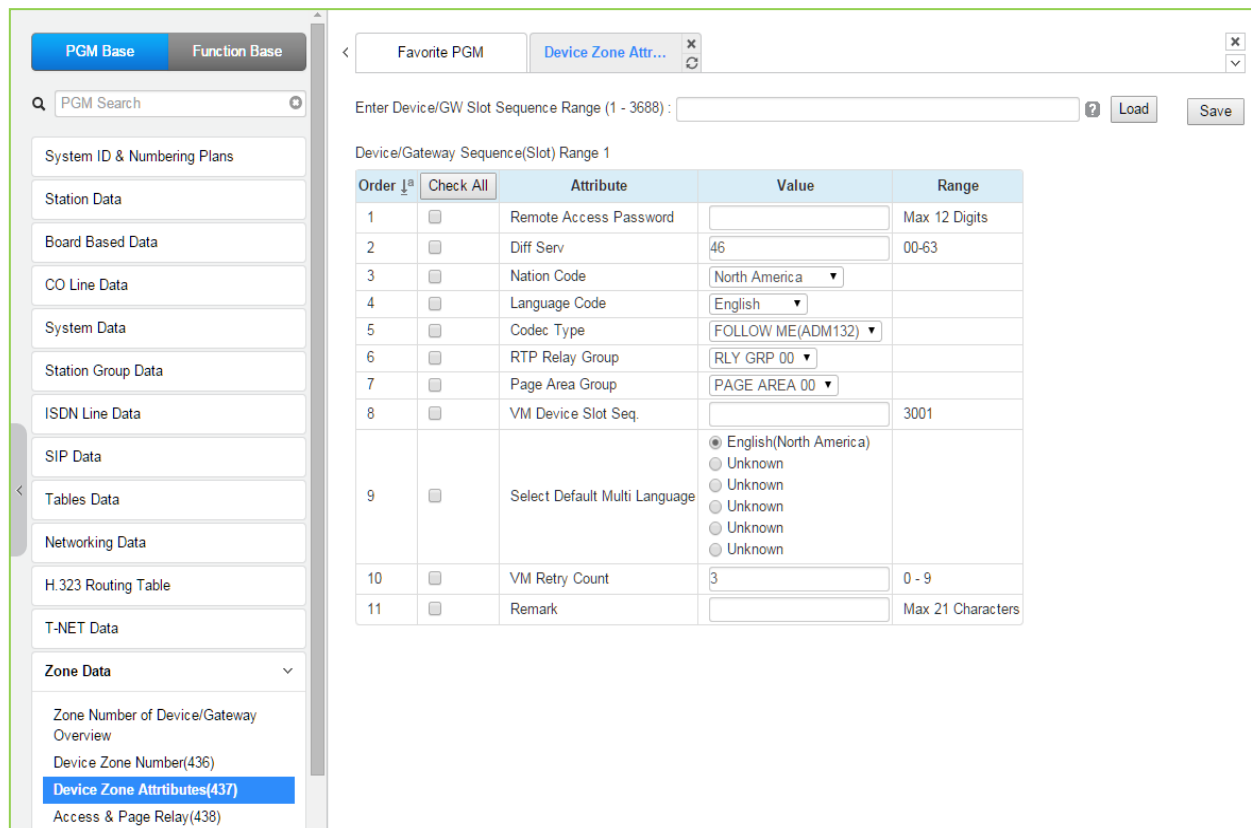 PGM Base Function Base
PGM Search
System ID & Numbering Plans
Station Data
Board Based Data
CO Line Data
System Data
Station Group Data
ISDN Line Data
SIP Data
Tables Data
Networking Data
H.323 Routing Table
T-NET Data
Zone Data
Zone Number of Device/Gateway
Overview
Device Zone Number(436)
Device Zone Attrtibutes(437)
Access & Page Relay(438)
Favorite PGM Device Zone Attr...
Enter Device/GW Slot Sequence Range (1 - 3688) : Load Save
Device/Gateway Sequence(Slot) Range 1
Order Check All Attribute Value Range
1 Remote Access Password Max 12 Digits
2 Diff Serv 46 00-63
3 Nation Code North America
4 Language Code English
5 Codec Type FOLLOW ME(ADM132)
6 RTP Relay Group RLY GRP 00
7 Page Area Group PAGE AREA 00
8 VM Device Slot Seq. 3001
9 Select Default Multi Language English(North America)
Unknown
Unknown
Unknown
Unknown
Unknown
10 VM Retry Count 3 0 - 9
11 Remark Max 21 Characters